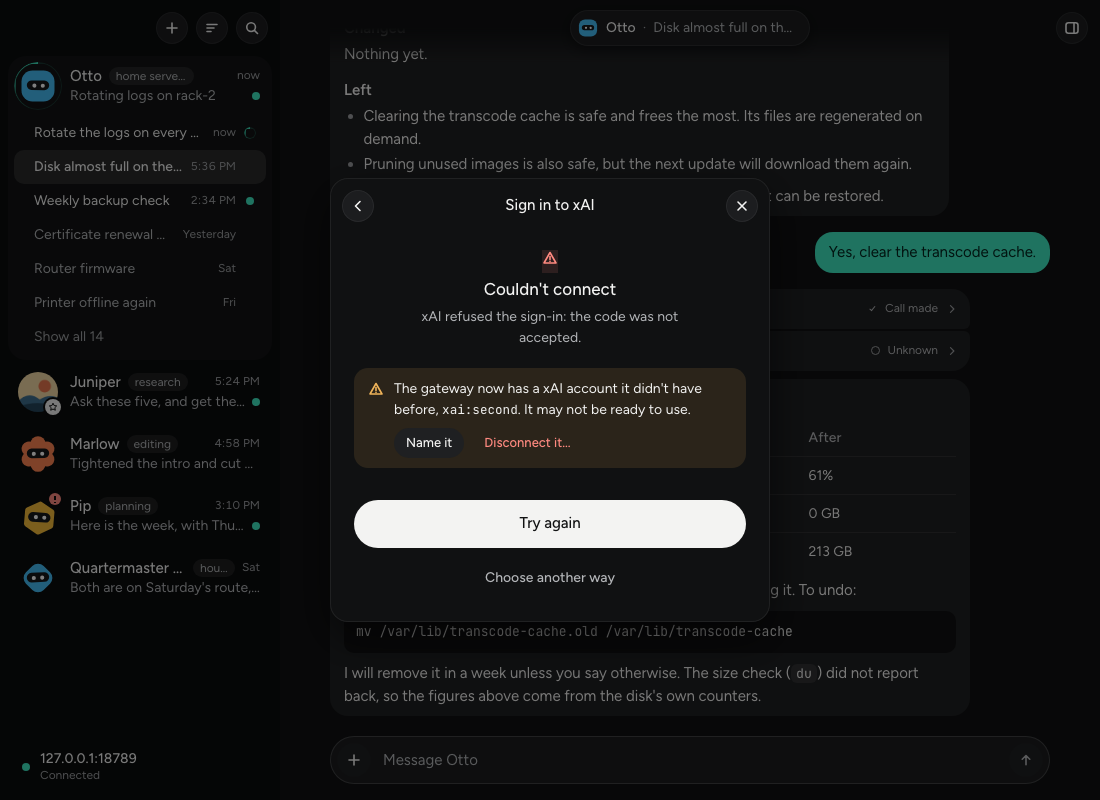 Otto · Disk almost full on th...
Otto home serve... now
Rotating logs on rack-2
Rotate the logs on every ... now
Disk almost full on the... 5:36 PM
Weekly backup check 2:34 PM
Certificate renewal ... Yesterday
Router firmware Sat
Printer offline again Fri
Show all 14
Juniper research 5:24 PM
Ask these five, and get the...
Marlow editing 4:58 PM
Tightened the intro and cut ...
Pip planning 3:10 PM
Here is the week, with Thu...
Quartermaster ... hou... Sat
Both are on Saturday's route,...
127.0.0.1:18789
Connected
Nothing yet.
Left
Clearing the transcode cache is safe and frees the most. Its files are regenerated on
demand.
Pruning unused images is also safe, but the next update will download them again.
can be restored.
Yes, clear the transcode cache.
Call made
Unknown
After
61%
0 GB
213 GB
it. To undo:
mv /var/lib/transcode-cache.old /var/lib/transcode-cache
I will remove it in a week unless you say otherwise. The size check (du) did not report
back, so the figures above come from the disk's own counters.
Message Otto
Sign in to xAI
Couldn't connect
xAI refused the sign-in: the code was not
accepted.
The gateway now has a xAI account it didn't have
before, xai:second. It may not be ready to use.
Name it Disconnect it...
Try again
Choose another way